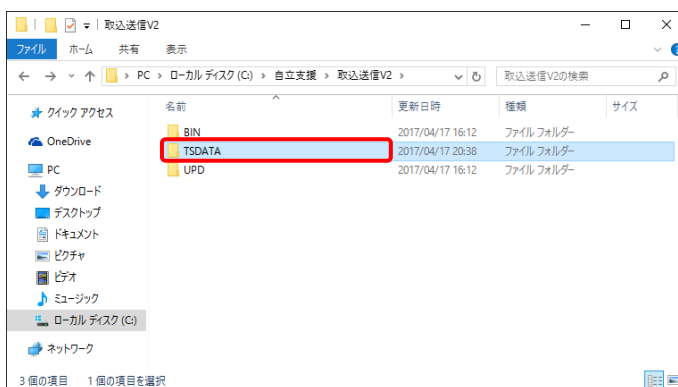 取込送信V2
ファイル ホーム 共有 表示
PC > ローカル ディスク (C:) > 自立支援 > 取込送信V2 >
取込送信V2の検索
名前 更新日時 種類 サイズ
BIN 2017/04/17 16:12 ファイル フォルダー
TSDATA 2017/04/17 20:38 ファイル フォルダー
UPD 2017/04/17 16:12 ファイル フォルダー
クイック アクセス
OneDrive
PC
ダウンロード
デスクトップ
ドキュメント
ピクチャ
ビデオ
ミュージック
ローカル ディスク (C:)
ネットワーク
3 個の項目 1 個の項目を選択